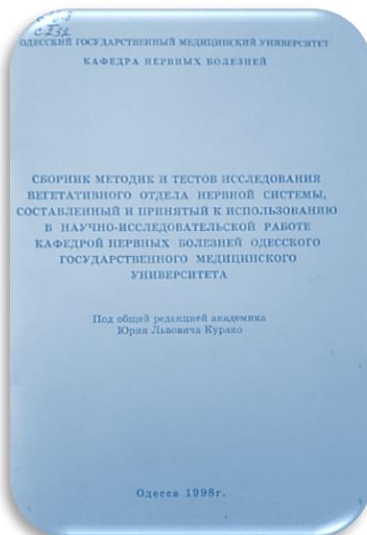 ОДЕССКИЙ ГОСУДАРСТВЕННЫЙ МЕДИЦИНСКИЙ УНИВЕРСИТЕТ
КАФЕДРА НЕРВНЫХ БОЛЕЗНЕЙ
СБОРНИК МЕТОДИК И ТЕСТОВ ИССЛЕДОВАНИЯ
ВЕГЕТАТИВНОГО ОТДЕЛА НЕРВНОЙ СИСТЕМЫ,
СОСТАВЛЕННЫЙ И ПРИНЯТЫЙ К ИСПОЛЬЗОВАНИЮ
В НАУЧНО-ИССЛЕДОВАТЕЛЬСКОЙ РАБОТЕ
КАФЕДРОЙ НЕРВНЫХ БОЛЕЗНЕЙ ОДЕССКОГО
ГОСУДАРСТВЕННОГО МЕДИЦИНСКОГО
УНИВЕРСИТЕТА
Под общей редакцией академика
Юрия Львовича Курако
Одесса 1998г.